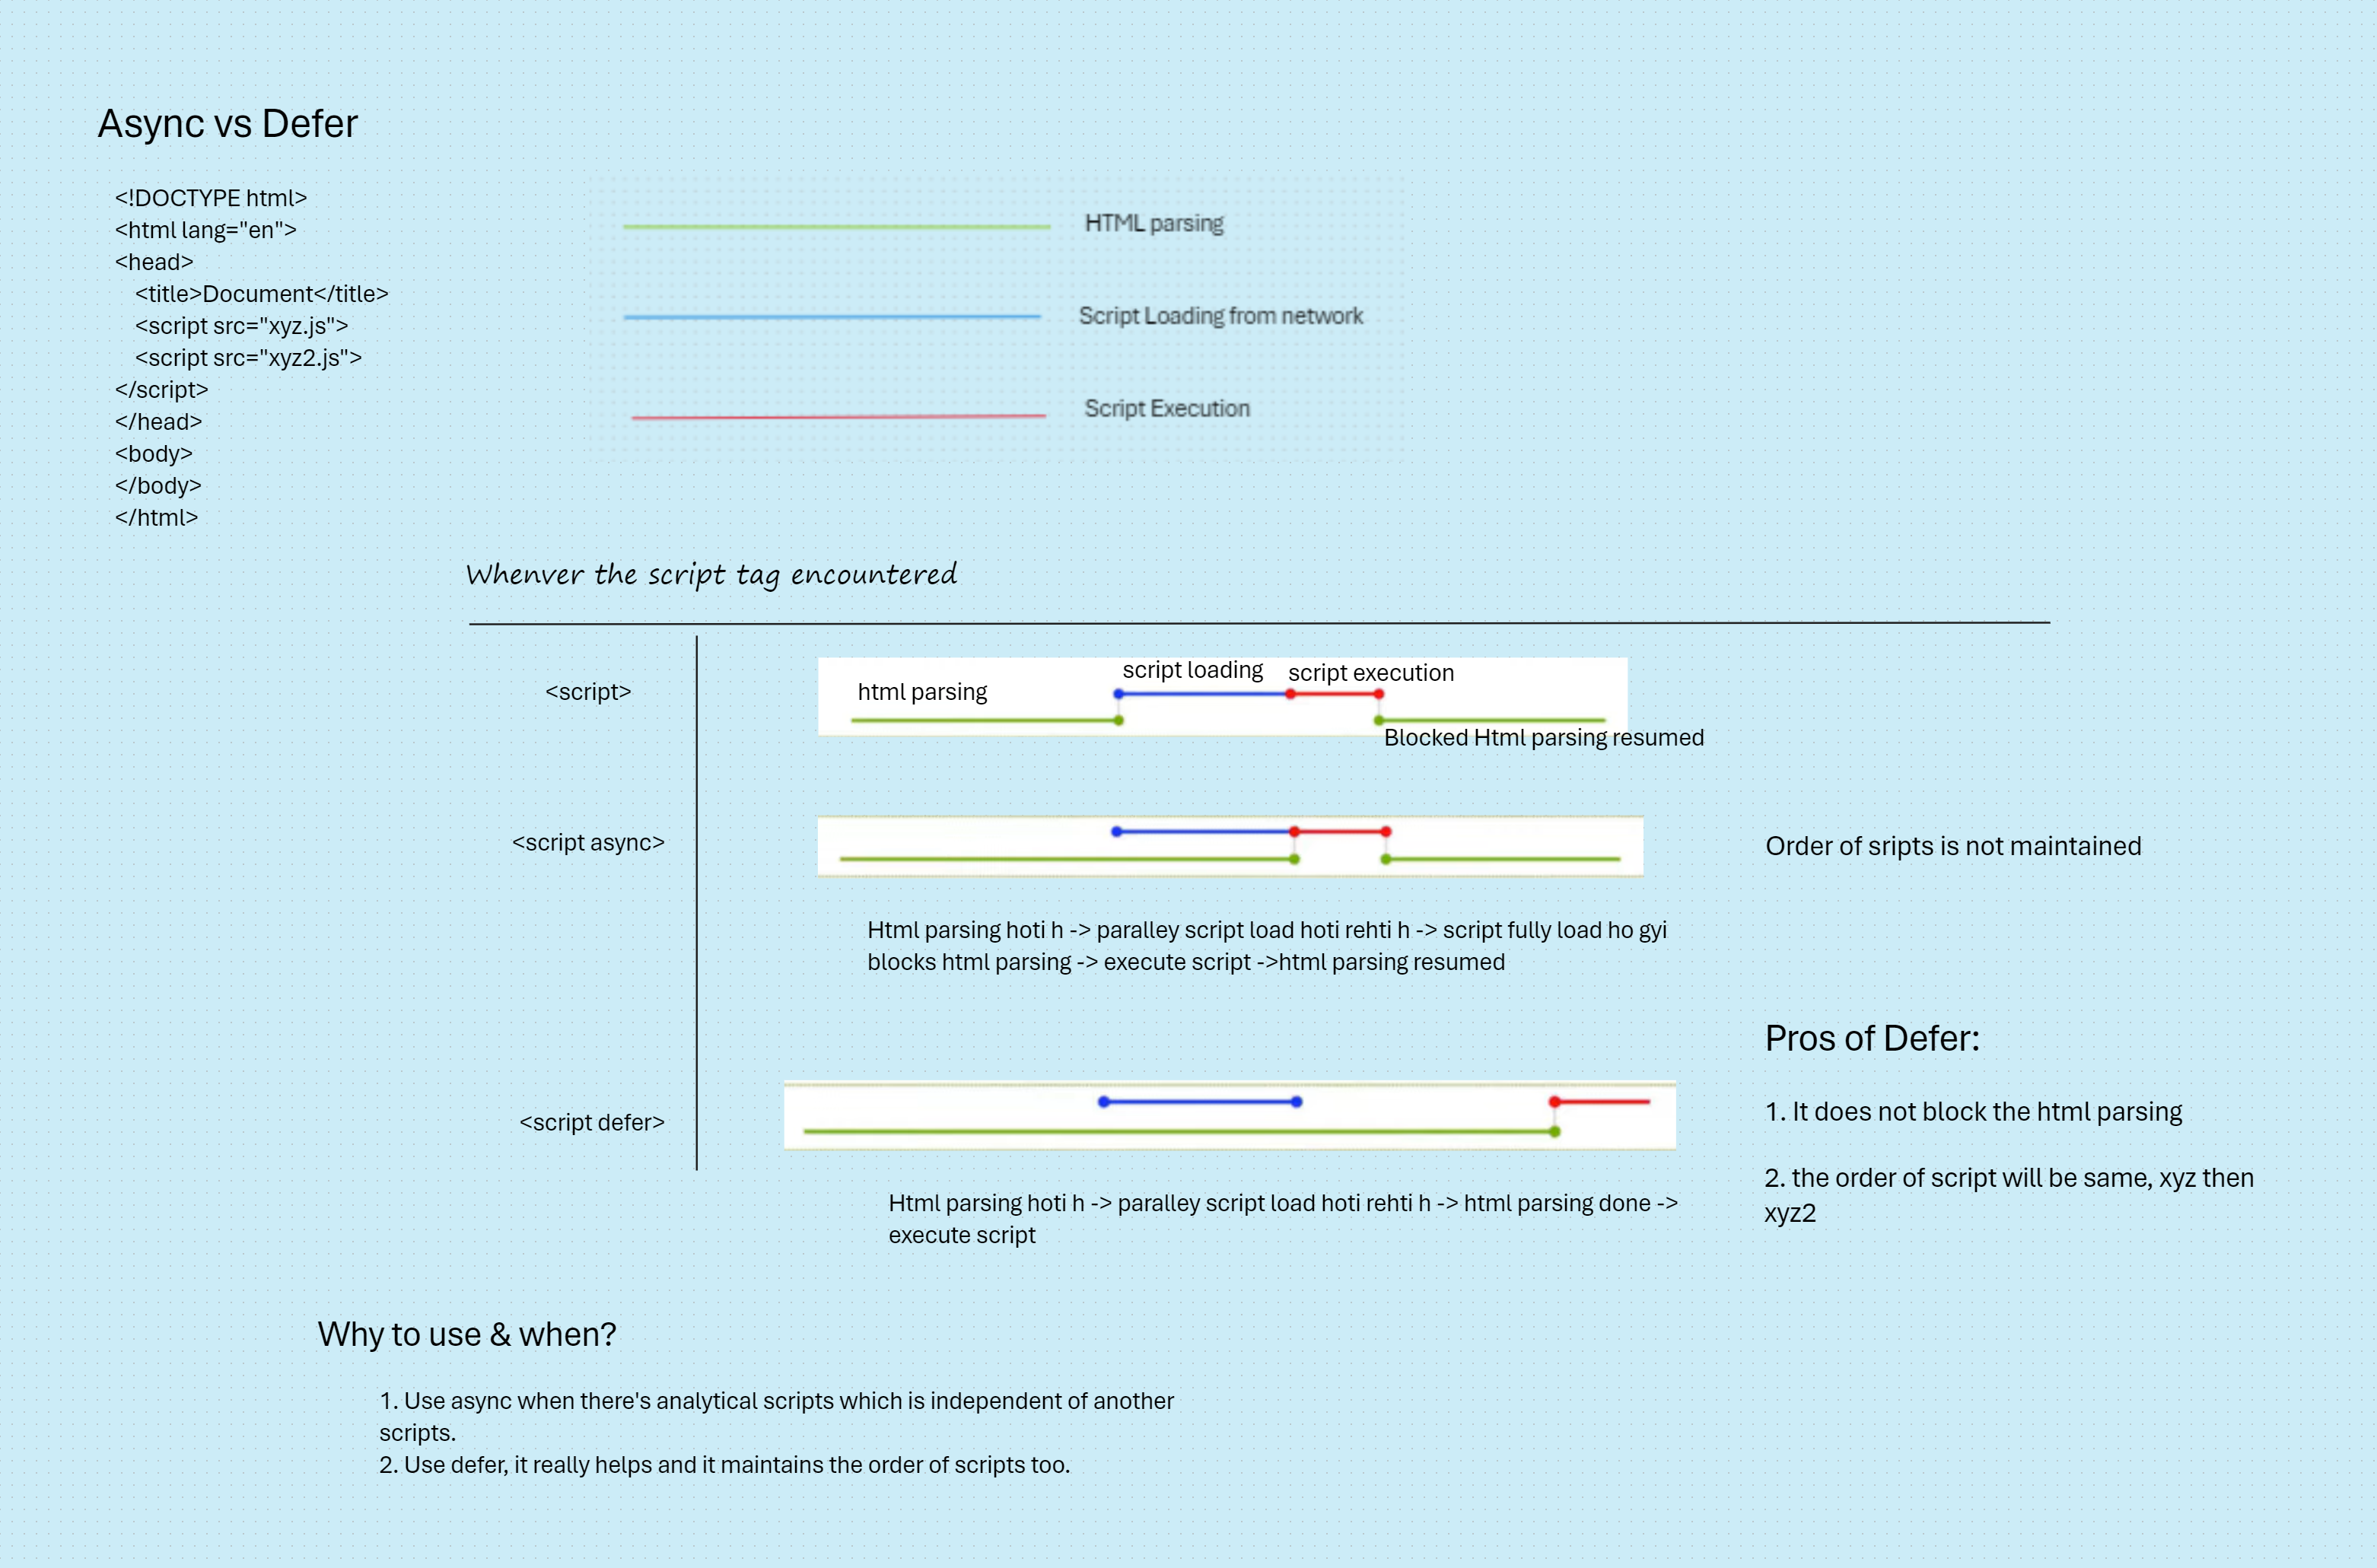 Async vs Defer
<!DOCTYPE html>
<html lang="en">
<head>
<title>Document</title>
<script src="xyz.js">
<script src="xyz2.js">
</script>
</head>
<body>
</body>
</html>
HTML parsing
Script Loading from network
Script Execution
Whenver the script tag encountered
<script>
html parsing
script loading
script execution
Blocked Html parsing resumed
<script async>
Order of sripts is not maintained
Html parsing hoti h -> paralley script load hoti rehti h -> script fully load ho gyi
blocks html parsing -> execute script ->html parsing resumed
<script defer>
Html parsing hoti h -> paralley script load hoti rehti h -> html parsing done ->
execute script
Pros of Defer:
1. It does not block the html parsing
2. the order of script will be same, xyz then
xyz2
Why to use & when?
1. Use async when there's analytical scripts which is independent of another
scripts.
2. Use defer, it really helps and it maintains the order of scripts too.